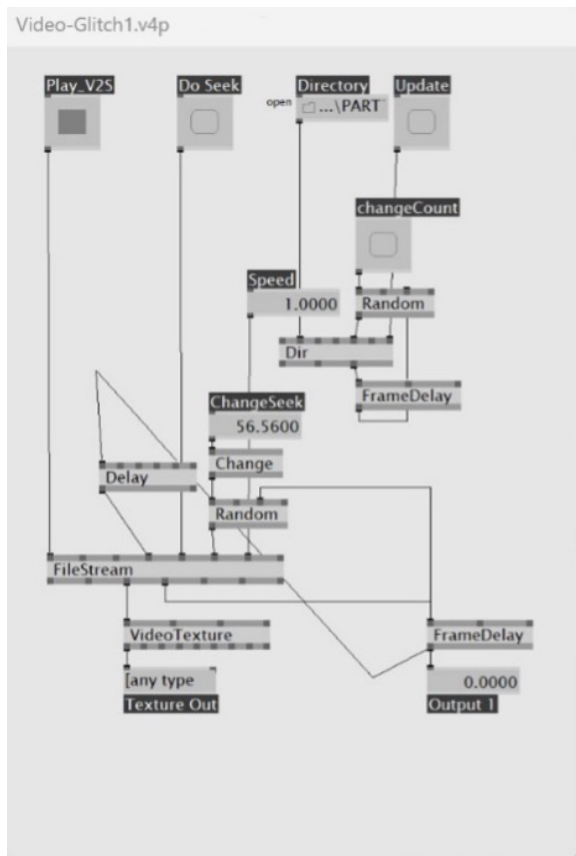 Video-Glitch1.v4p
Play_V2S
Do Seek
Directory
Update
open
...\PART
changeCount
Speed
1.0000
Random
Dir
FrameDelay
ChangeSeek
56.5600
Change
Delay
Random
FileStream
VideoTexture
FrameDelay
[any type
0.0000
Texture Out
Output 1